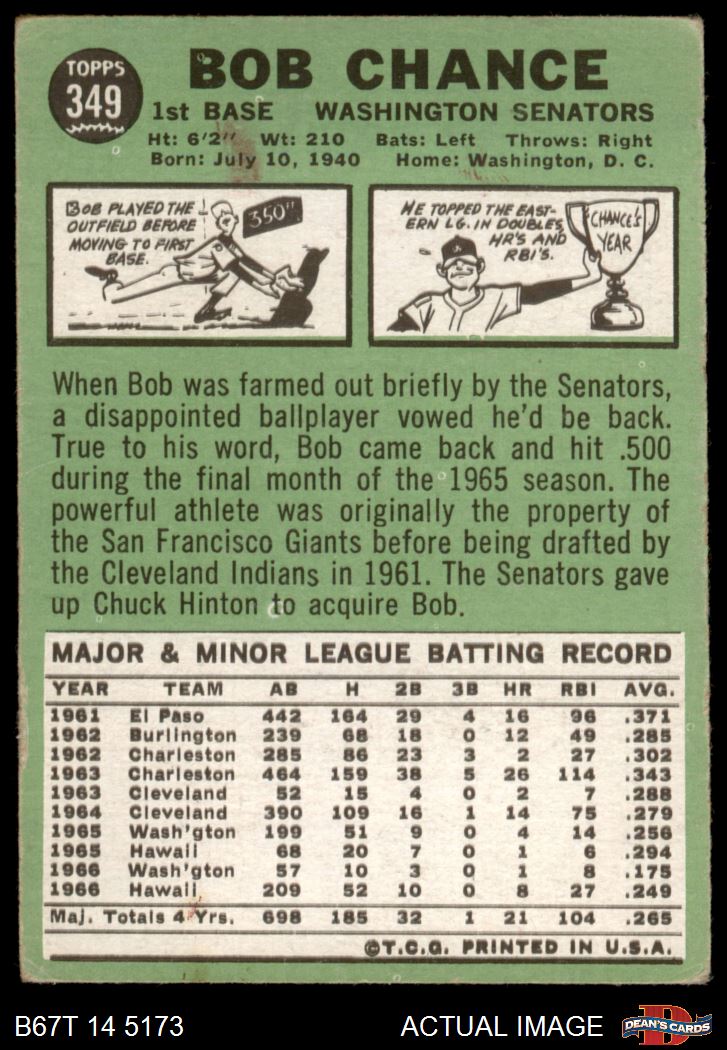 TOPPS
349
BOB CHANCE
1st BASE WASHINGTON SENATORS
Ht: 6'2" Wt: 210 Bats: Left Throws: Right
Born: July 10, 1940 Home: Washington, D. C.
BOB PLAYED THE
OUTFIELD BEFORE
MOVING TO FIRST
BASE.
350"
HE TOPPED THE EAST-
ERN LG. IN DOUBLES,
HR'S AND
RBI'S.
CHANCE'S
YEAR
When Bob was farmed out briefly by the Senators,
a disappointed ballplayer vowed he'd be back.
True to his word, Bob came back and hit .500
during the final month of the 1965 season. The
powerful athlete was originally the property of
the San Francisco Giants before being drafted by
the Cleveland Indians in 1961. The Senators gave
up Chuck Hinton to acquire Bob.
MAJOR & MINOR LEAGUE BATTING RECORD
YEAR TEAM AB H 2B 3B HR RBI AVG.
1961 El Paso 442 164 29 4 16 96 .371
1962 Burlington 239 68 18 0 12 49 .285
1962 Charleston 285 86 23 3 2 27 .302
1963 Charleston 464 159 38 5 26 114 .343
1963 Cleveland 52 15 4 0 2 7 .288
1964 Cleveland 390 109 16 1 14 75 .279
1965 Wash'gton 199 51 9 0 4 14 .256
1965 Hawaii 68 20 7 0 1 6 .294
1966 Wash'gton 57 10 3 0 1 8 .175
1966 Hawaii 209 52 10 0 8 27 .249
Maj. Totals 4 Yrs. 698 185 32 1 21 104 .265
©T.C.G. PRINTED IN U.S.A.
B67T 14 5173 ACTUAL IMAGE
D
DEAN'S CARDS